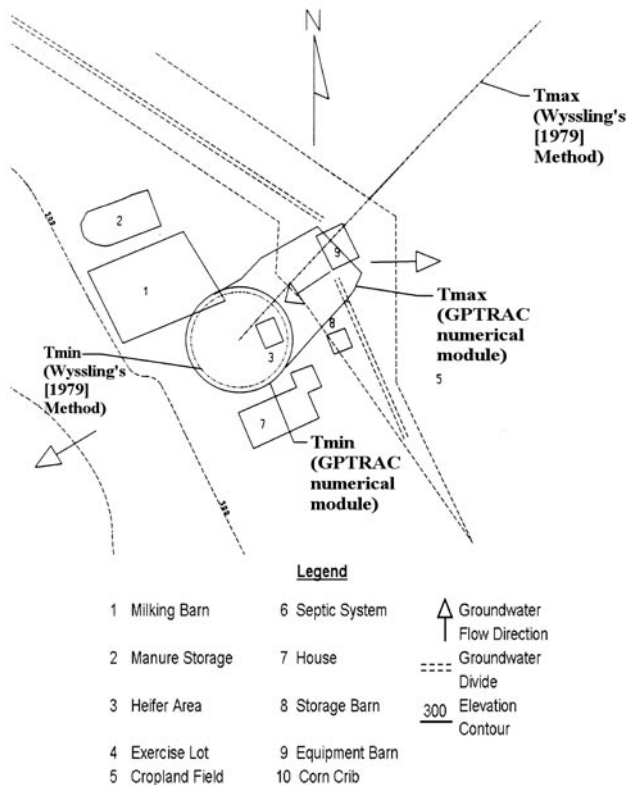 N
Tmax
(Wyssling's
[1979]
Method)
2
9
1
Tmax
(GPTRAC
numerical
module)
8
3
Tmin
(Wyssling's
[1979]
Method)
5
7
Tmin
(GPTRAC
numerical
module)
Legend
1 Milking Barn
6 Septic System
Groundwater
Flow Direction
2 Manure Storage
7 House
Groundwater
Divide
3 Heifer Area
8 Storage Barn
300 Elevation
Contour
4 Exercise Lot
9 Equipment Barn
5 Cropland Field
10 Corn Crib